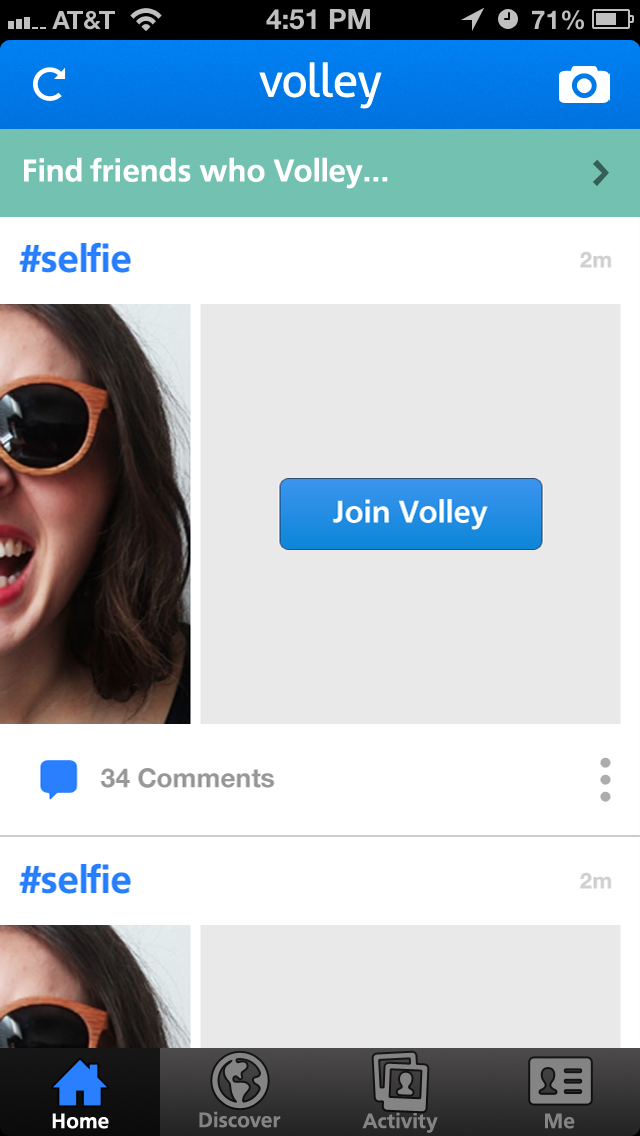 AT&T 4:51 PM 71%
volley
Find friends who Volley...
#selfie 2m
Join Volley
34 Comments
#selfie 2m
Home Discover Activity Me